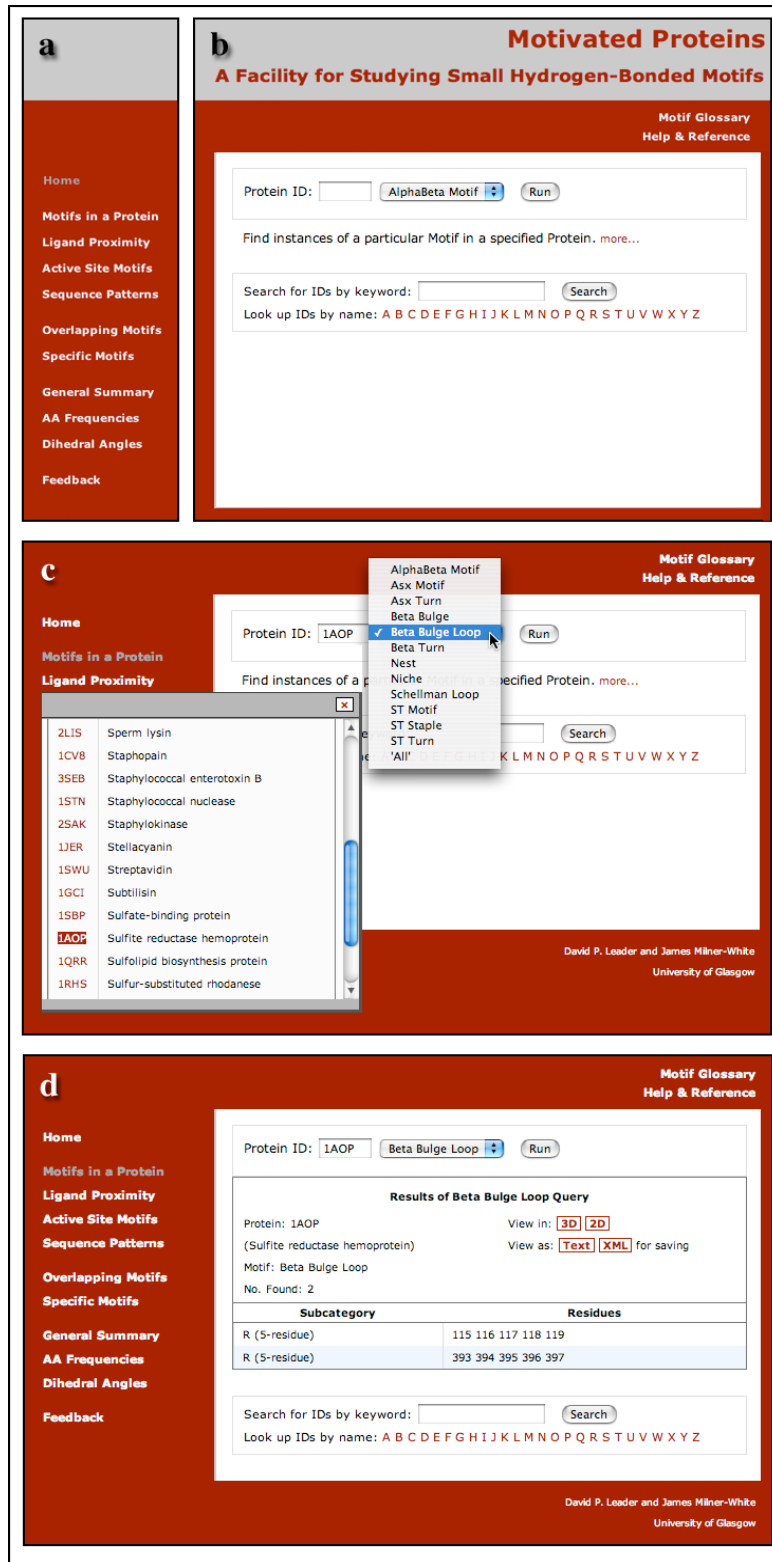 a
Home
Motifs in a Protein
Ligand Proximity
Active Site Motifs
Sequence Patterns
Overlapping Motifs
Specific Motifs
General Summary
AA Frequencies
Dihedral Angles
Feedback
b
Motivated Proteins
A Facility for Studying Small Hydrogen-Bonded Motifs
Motif Glossary
Help & Reference
Protein ID: AlphaBeta Motif Run
Find instances of a particular Motif in a specified Protein. more...
Search for IDs by keyword: Search
Look up IDs by name: A B C D E F G H I J K L M N O P Q R S T U V W X Y Z
c
Motif Glossary
Help & Reference
Home
Motifs in a Protein
Ligand Proximity
Protein ID: 1AOP Run
AlphaBeta Motif
Asx Motif
Asx Turn
Beta Bulge
✓ Beta Bulge Loop
Beta Turn
Nest
Niche
Schellman Loop
ST Motif
ST Staple
ST Turn
'All'
Find instances of a p ecified Protein. more...
Search
K L M N O P Q R S T U V W X Y Z
x
2LIS Sperm lysin
1CV8 Staphopain
3SEB Staphylococcal enterotoxin B
1STN Staphylococcal nuclease
2SAK Staphylokinase
1JER Stellacyanin
1SWU Streptavidin
1GCI Subtilisin
1SBP Sulfate-binding protein
1AOP Sulfite reductase hemoprotein
1QRR Sulfolipid biosynthesis protein
1RHS Sulfur-substituted rhodanese
David P. Leader and James Milner-White
University of Glasgow
d
Motif Glossary
Help & Reference
Home
Motifs in a Protein
Ligand Proximity
Active Site Motifs
Sequence Patterns
Overlapping Motifs
Specific Motifs
General Summary
AA Frequencies
Dihedral Angles
Feedback
Protein ID: 1AOP Beta Bulge Loop Run
Results of Beta Bulge Loop Query
Protein: 1AOP View in: 3D 2D
(Sulfite reductase hemoprotein) View as: Text XML for saving
Motif: Beta Bulge Loop
No. Found: 2
Subcategory Residues
R (5-residue) 115 116 117 118 119
R (5-residue) 393 394 395 396 397
Search for IDs by keyword: Search
Look up IDs by name: A B C D E F G H I J K L M N O P Q R S T U V W X Y Z
David P. Leader and James Milner-White
University of Glasgow